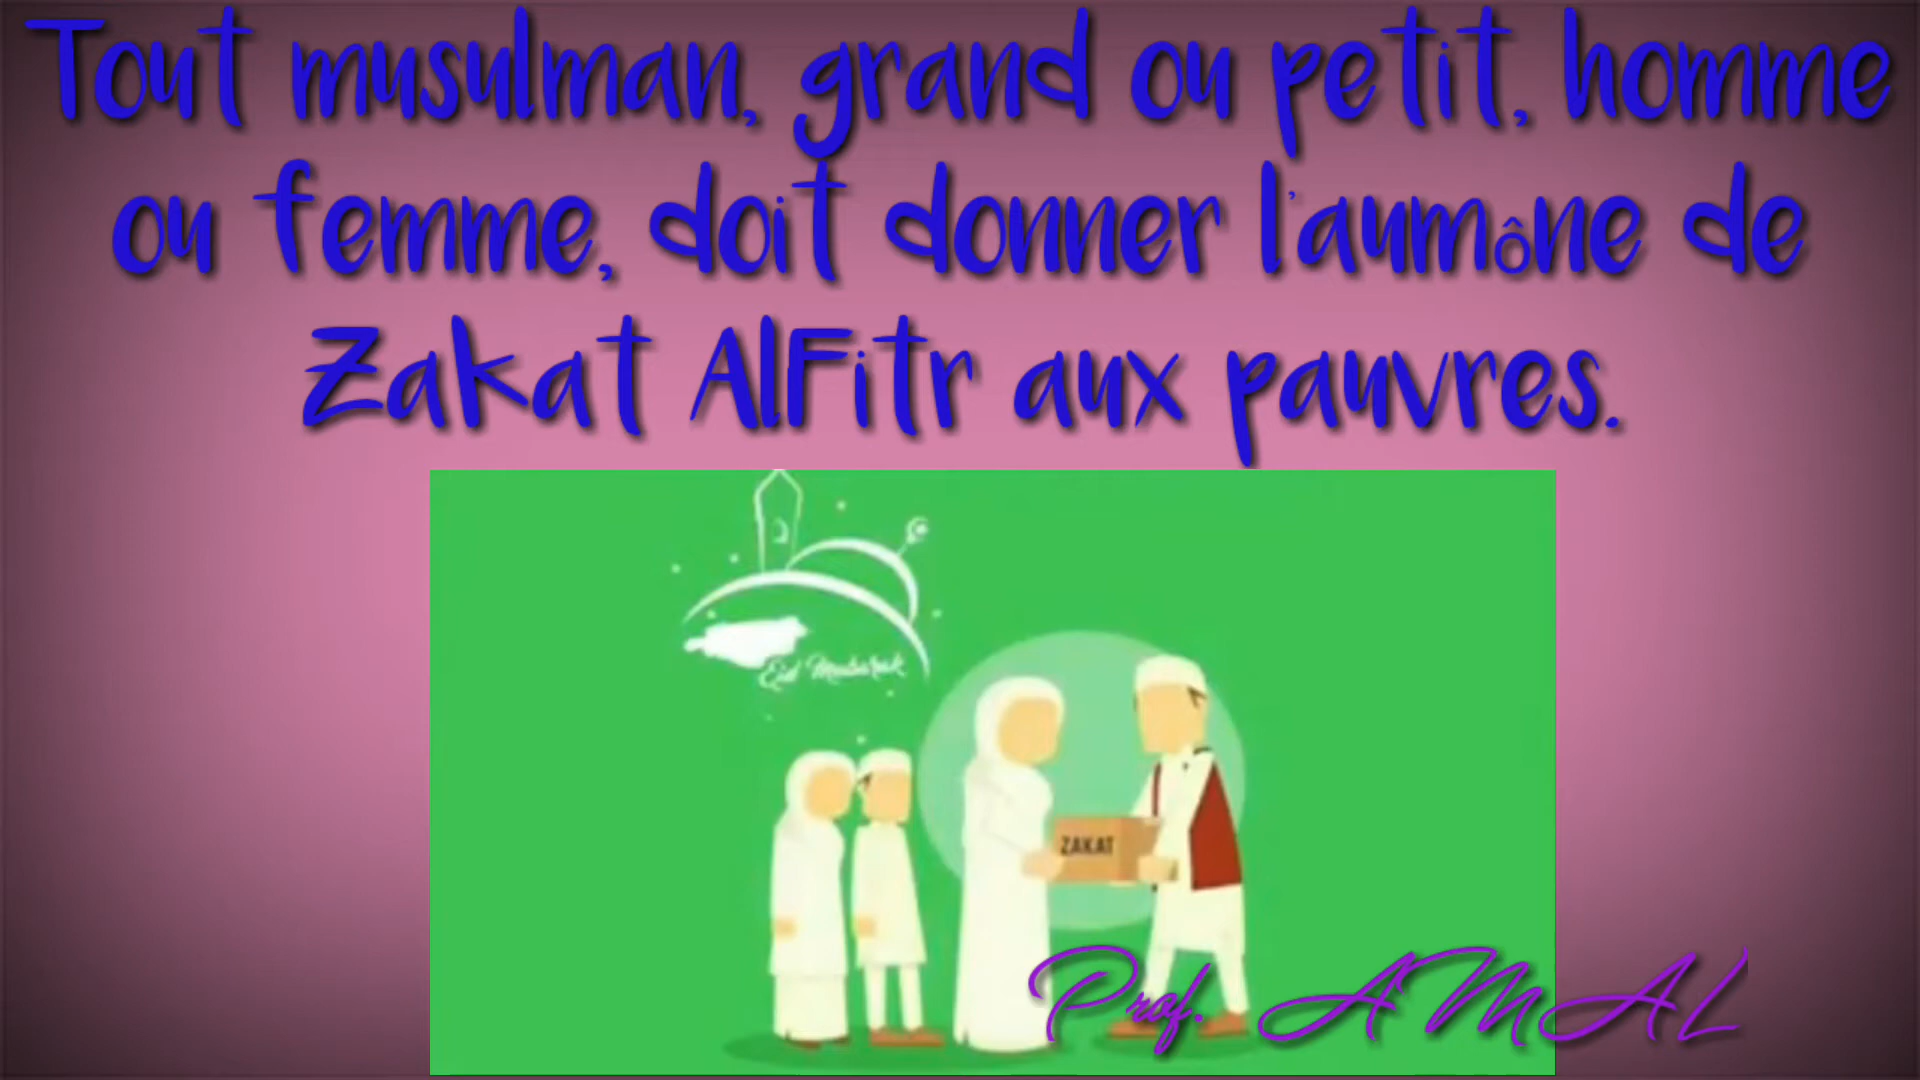 Tout musulman, grand ou petit, homme
ou femme, doit donner l'aumône de
Zakat AlFitr aux pauvres.
Eid Mubarak
ZAKAT
Prof. AMAL